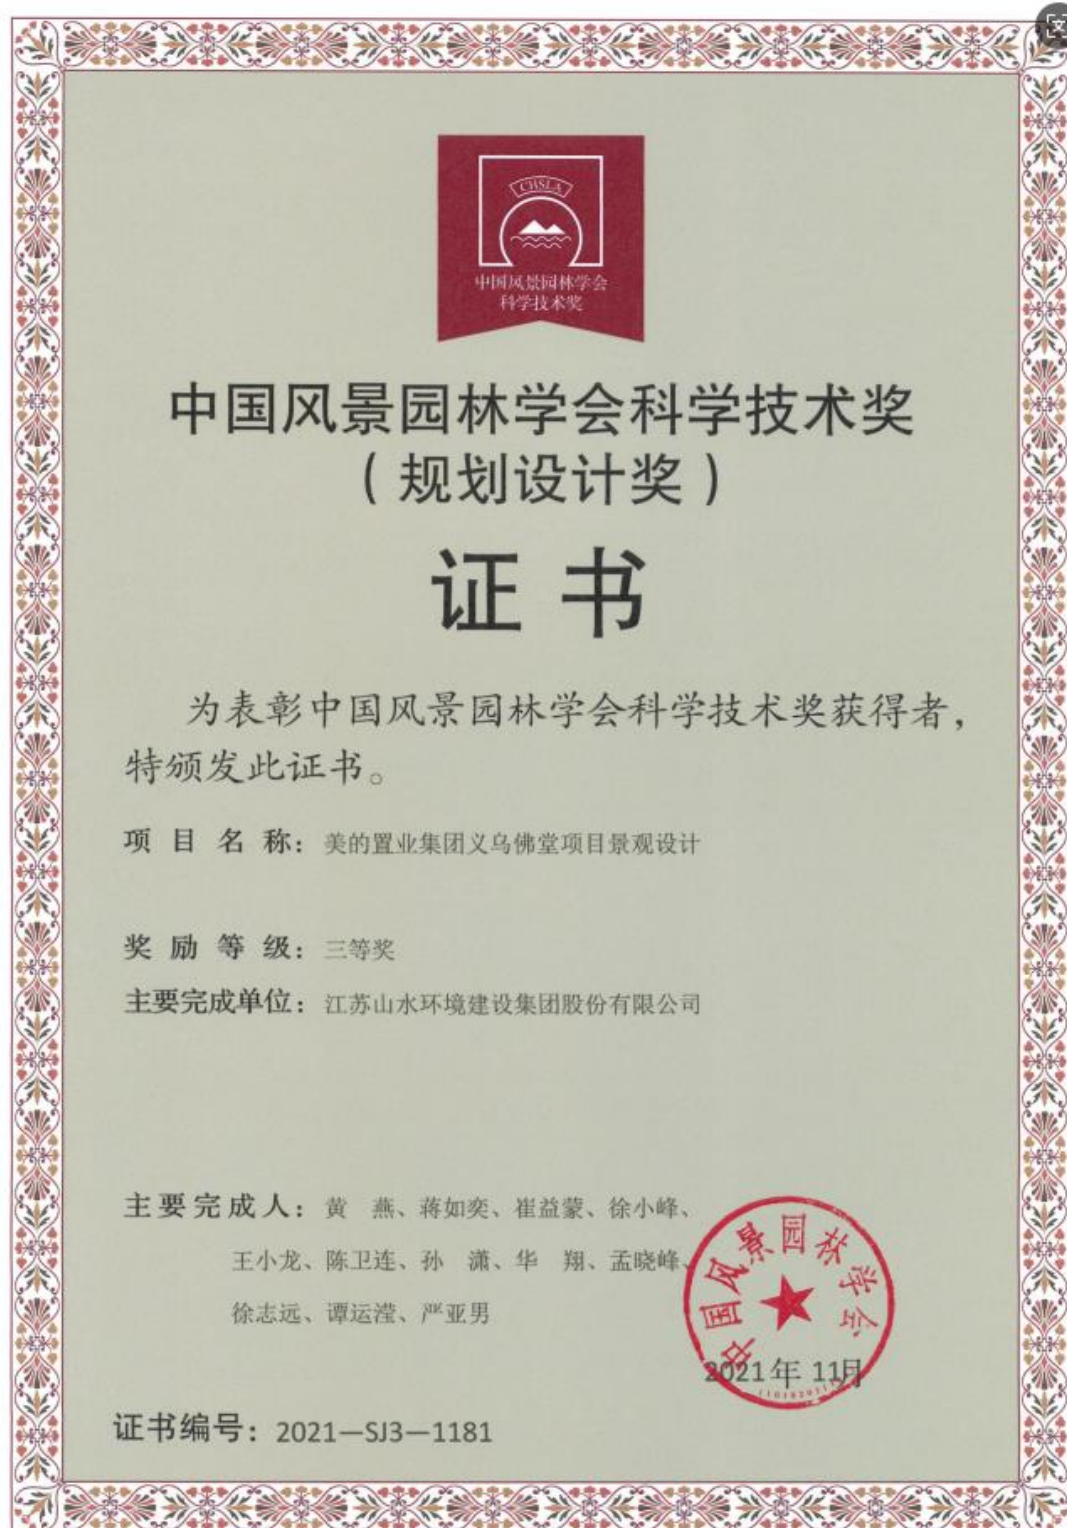 CHSLA
中国风景园林学会
科学技术奖
中国风景园林学会科学技术奖
（规划设计奖）
证书
为表彰中国风景园林学会科学技术奖获得者，
特颁发此证书。
项目名称：美的置业集团义乌佛堂项目景观设计
奖励等级：三等奖
主要完成单位：江苏山水环境建设集团股份有限公司
主要完成人：黄　燕、蒋如奕、崔益蒙、徐小峰、
王小龙、陈卫连、孙　潇、华　翔、孟晓峰、
徐志远、谭运滢、严亚男
中国风景园林学会
2021年11月
证书编号：2021—SJ3—1181